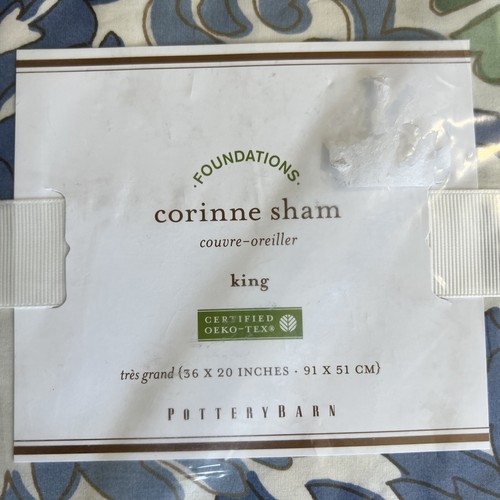 ·FOUNDATIONS·
corinne sham
couvre-oreiller
king
CERTIFIED
OEKO-TEX®
très grand (36 X 20 INCHES · 91 X 51 CM)
POTTERYBARN